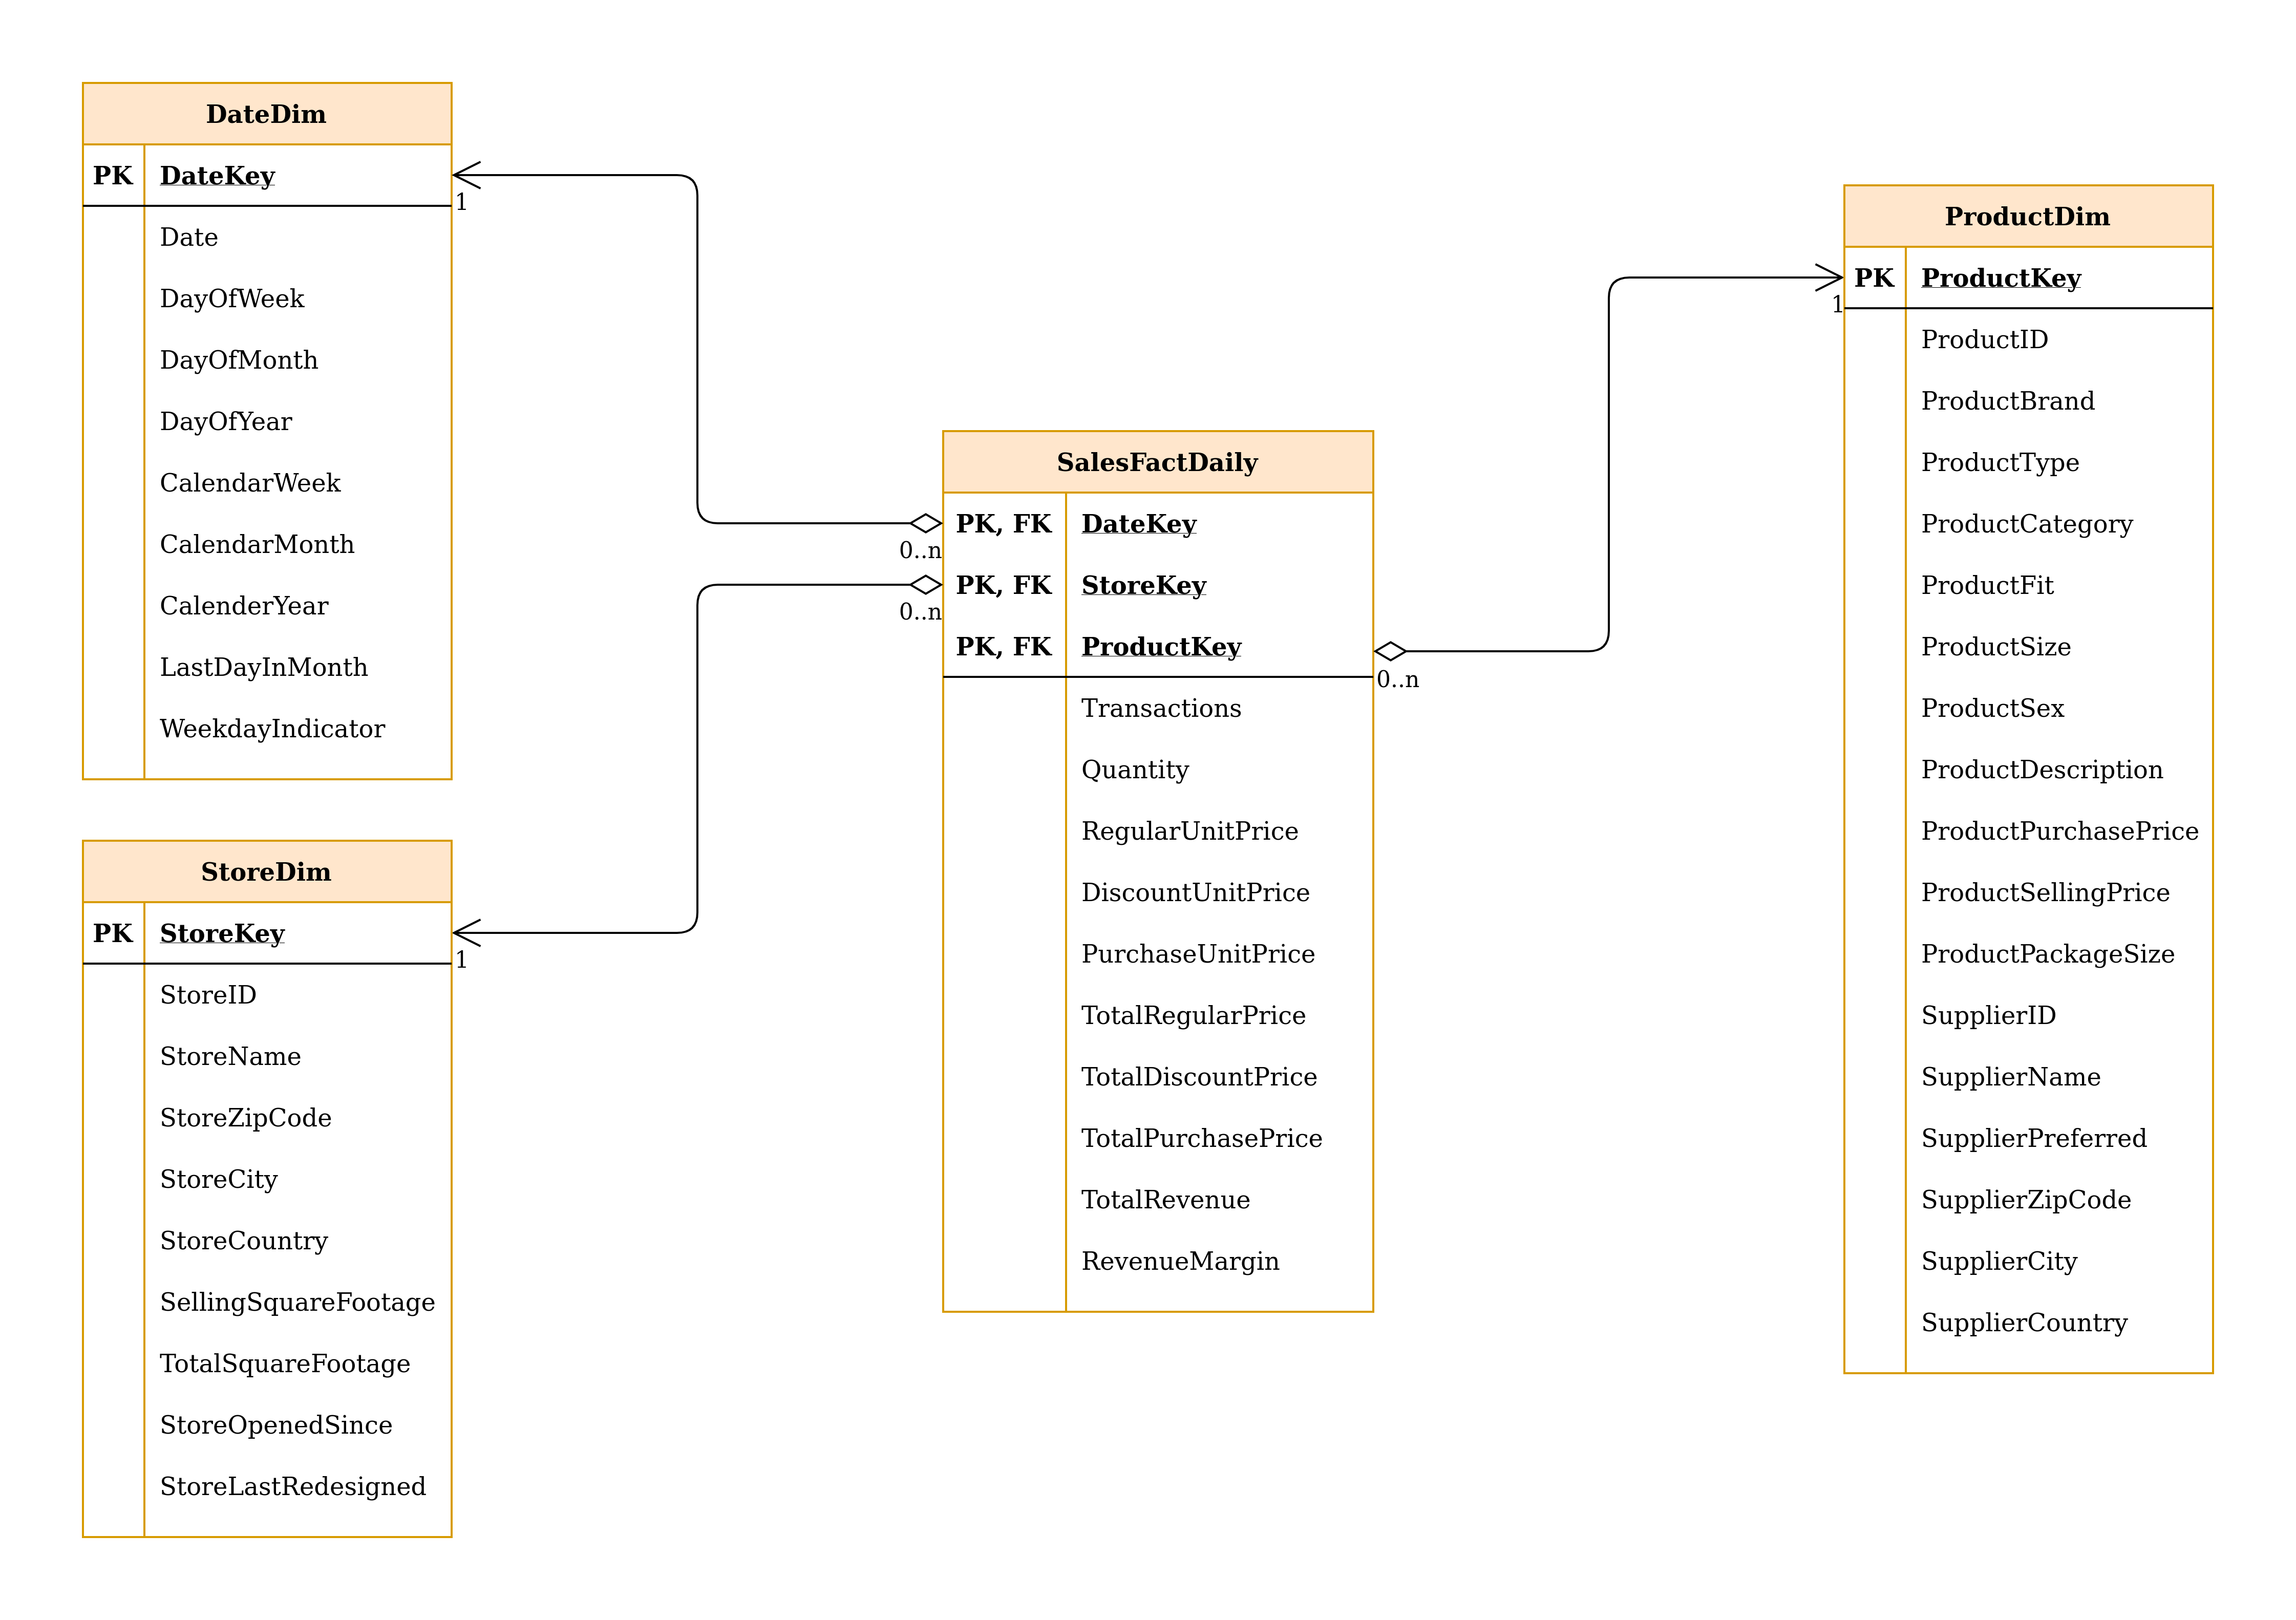 DateDim
PK DateKey
1
Date
DayOfWeek
DayOfMonth
DayOfYear
CalendarWeek
CalendarMonth
CalenderYear
LastDayInMonth
WeekdayIndicator
StoreDim
PK StoreKey
1
StoreID
StoreName
StoreZipCode
StoreCity
StoreCountry
SellingSquareFootage
TotalSquareFootage
StoreOpenedSince
StoreLastRedesigned
SalesFactDaily
PK, FK DateKey
0..n
PK, FK StoreKey
0..n
PK, FK ProductKey
0..n
Transactions
Quantity
RegularUnitPrice
DiscountUnitPrice
PurchaseUnitPrice
TotalRegularPrice
TotalDiscountPrice
TotalPurchasePrice
TotalRevenue
RevenueMargin
ProductDim
PK ProductKey
1
ProductID
ProductBrand
ProductType
ProductCategory
ProductFit
ProductSize
ProductSex
ProductDescription
ProductPurchasePrice
ProductSellingPrice
ProductPackageSize
SupplierID
SupplierName
SupplierPreferred
SupplierZipCode
SupplierCity
SupplierCountry